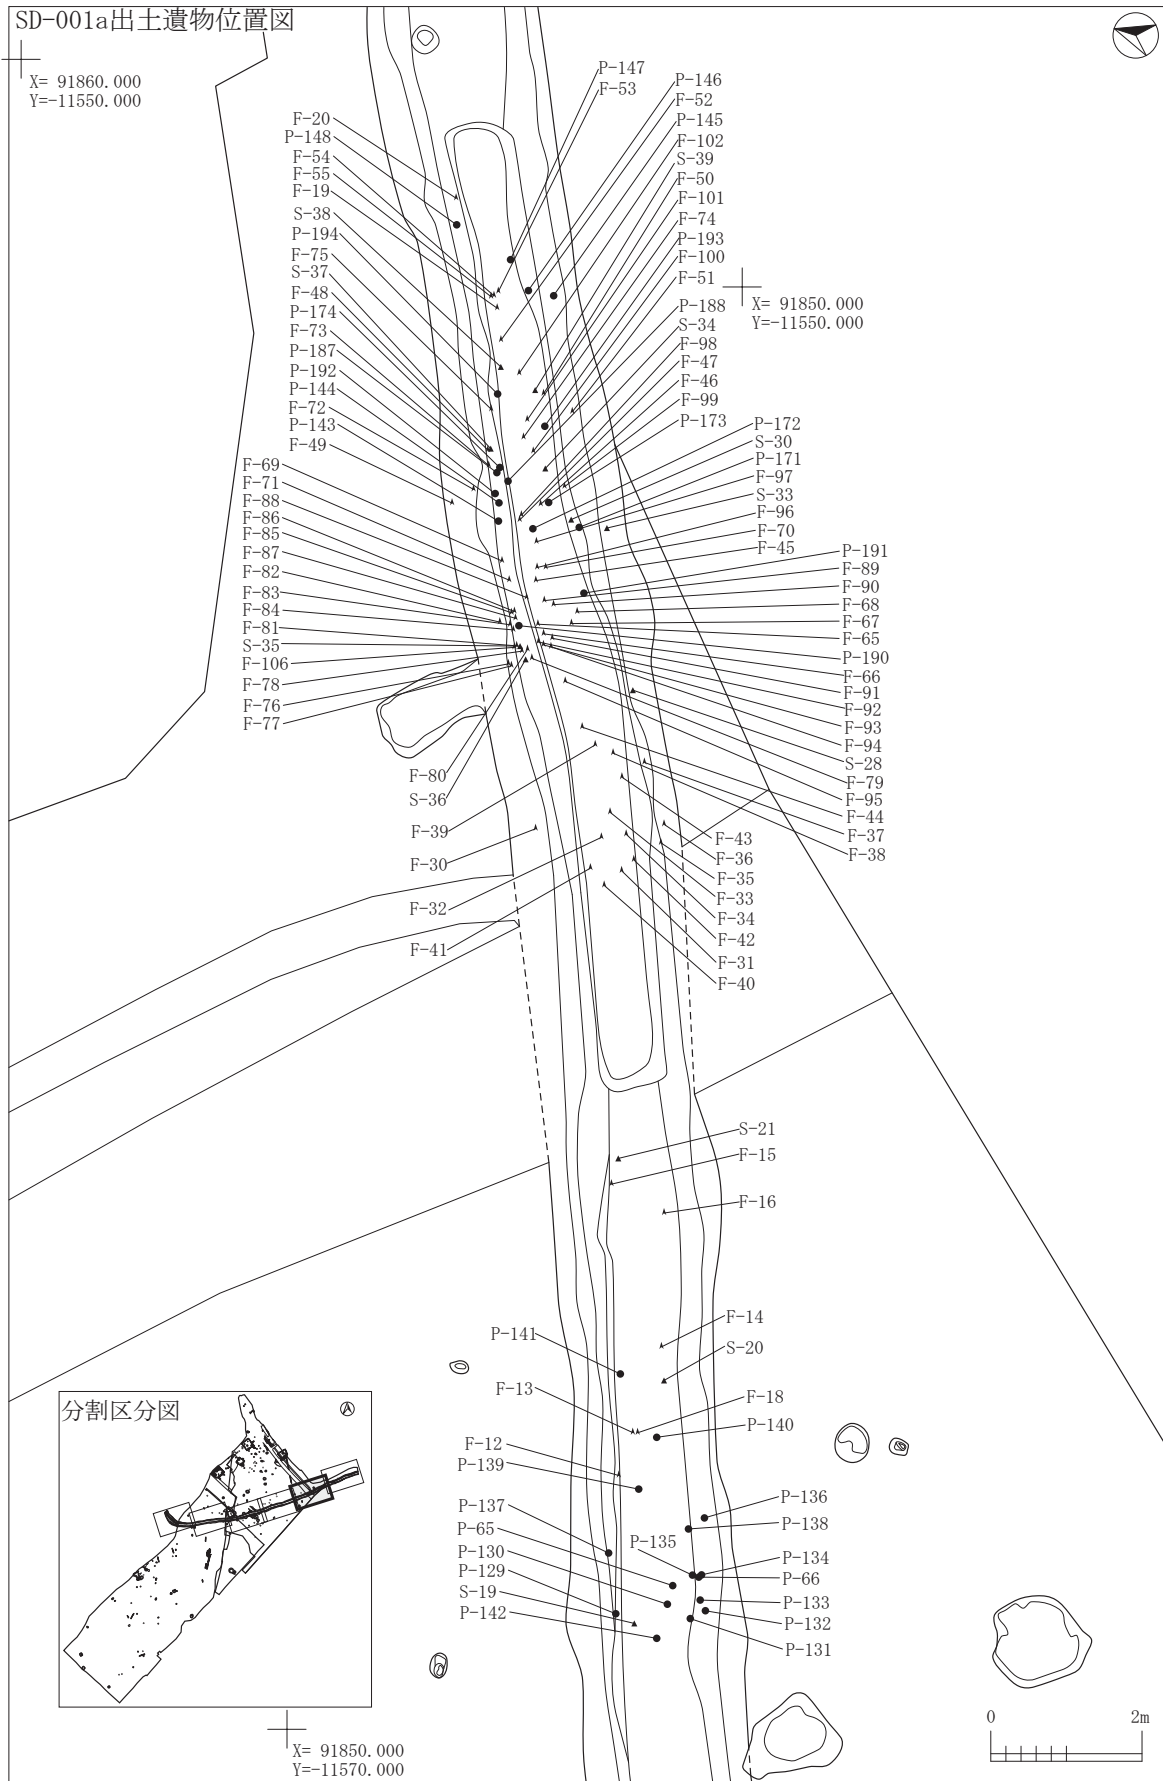 SD-001a出土遺物位置図
X= 91860.000
Y=-11550.000
P-147
F-53
P-146
F-52
P-145
F-102
S-39
F-50
F-101
F-74
P-193
F-100
F-51
X= 91850.000
Y=-11550.000
F-20
P-148
F-54
F-55
F-19
S-38
P-194
F-75
S-37
F-48
P-174
F-73
P-187
P-192
P-144
F-72
P-143
F-49
P-188
S-34
F-98
F-47
F-46
F-99
P-173
P-172
S-30
P-171
F-97
S-33
F-96
F-70
F-45
F-69
F-71
F-88
F-86
F-85
F-87
F-82
F-83
F-84
F-81
S-35
F-106
F-78
F-76
F-77
P-191
F-89
F-90
F-68
F-67
F-65
P-190
F-66
F-91
F-92
F-93
F-94
S-28
F-79
F-95
F-44
F-37
F-38
F-80
S-36
F-39
F-30
F-32
F-41
F-43
F-36
F-35
F-33
F-34
F-42
F-31
F-40
S-21
F-15
F-16
F-14
S-20
P-141
F-13
F-18
P-140
F-12
P-139
P-137
P-65
P-130
P-129
S-19
P-142
P-135
P-136
P-138
P-134
P-66
P-133
P-132
P-131
分割区分図
X= 91850.000
Y=-11570.000
0 2m